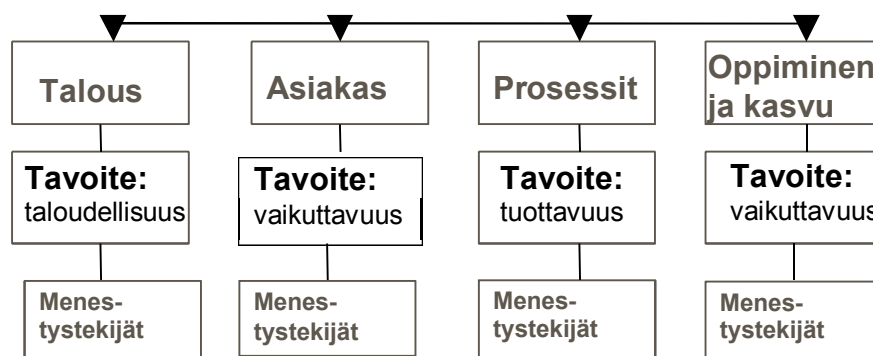 Talous
Asiakas
Prosessit
Oppiminen
ja kasvu
Tavoite:
taloudellisuus
Tavoite:
vaikuttavuus
Tavoite:
tuottavuus
Tavoite:
vaikuttavuus
Menes-
tystekijät
Menes-
tystekijät
Menes-
tystekijät
Menes-
tystekijät